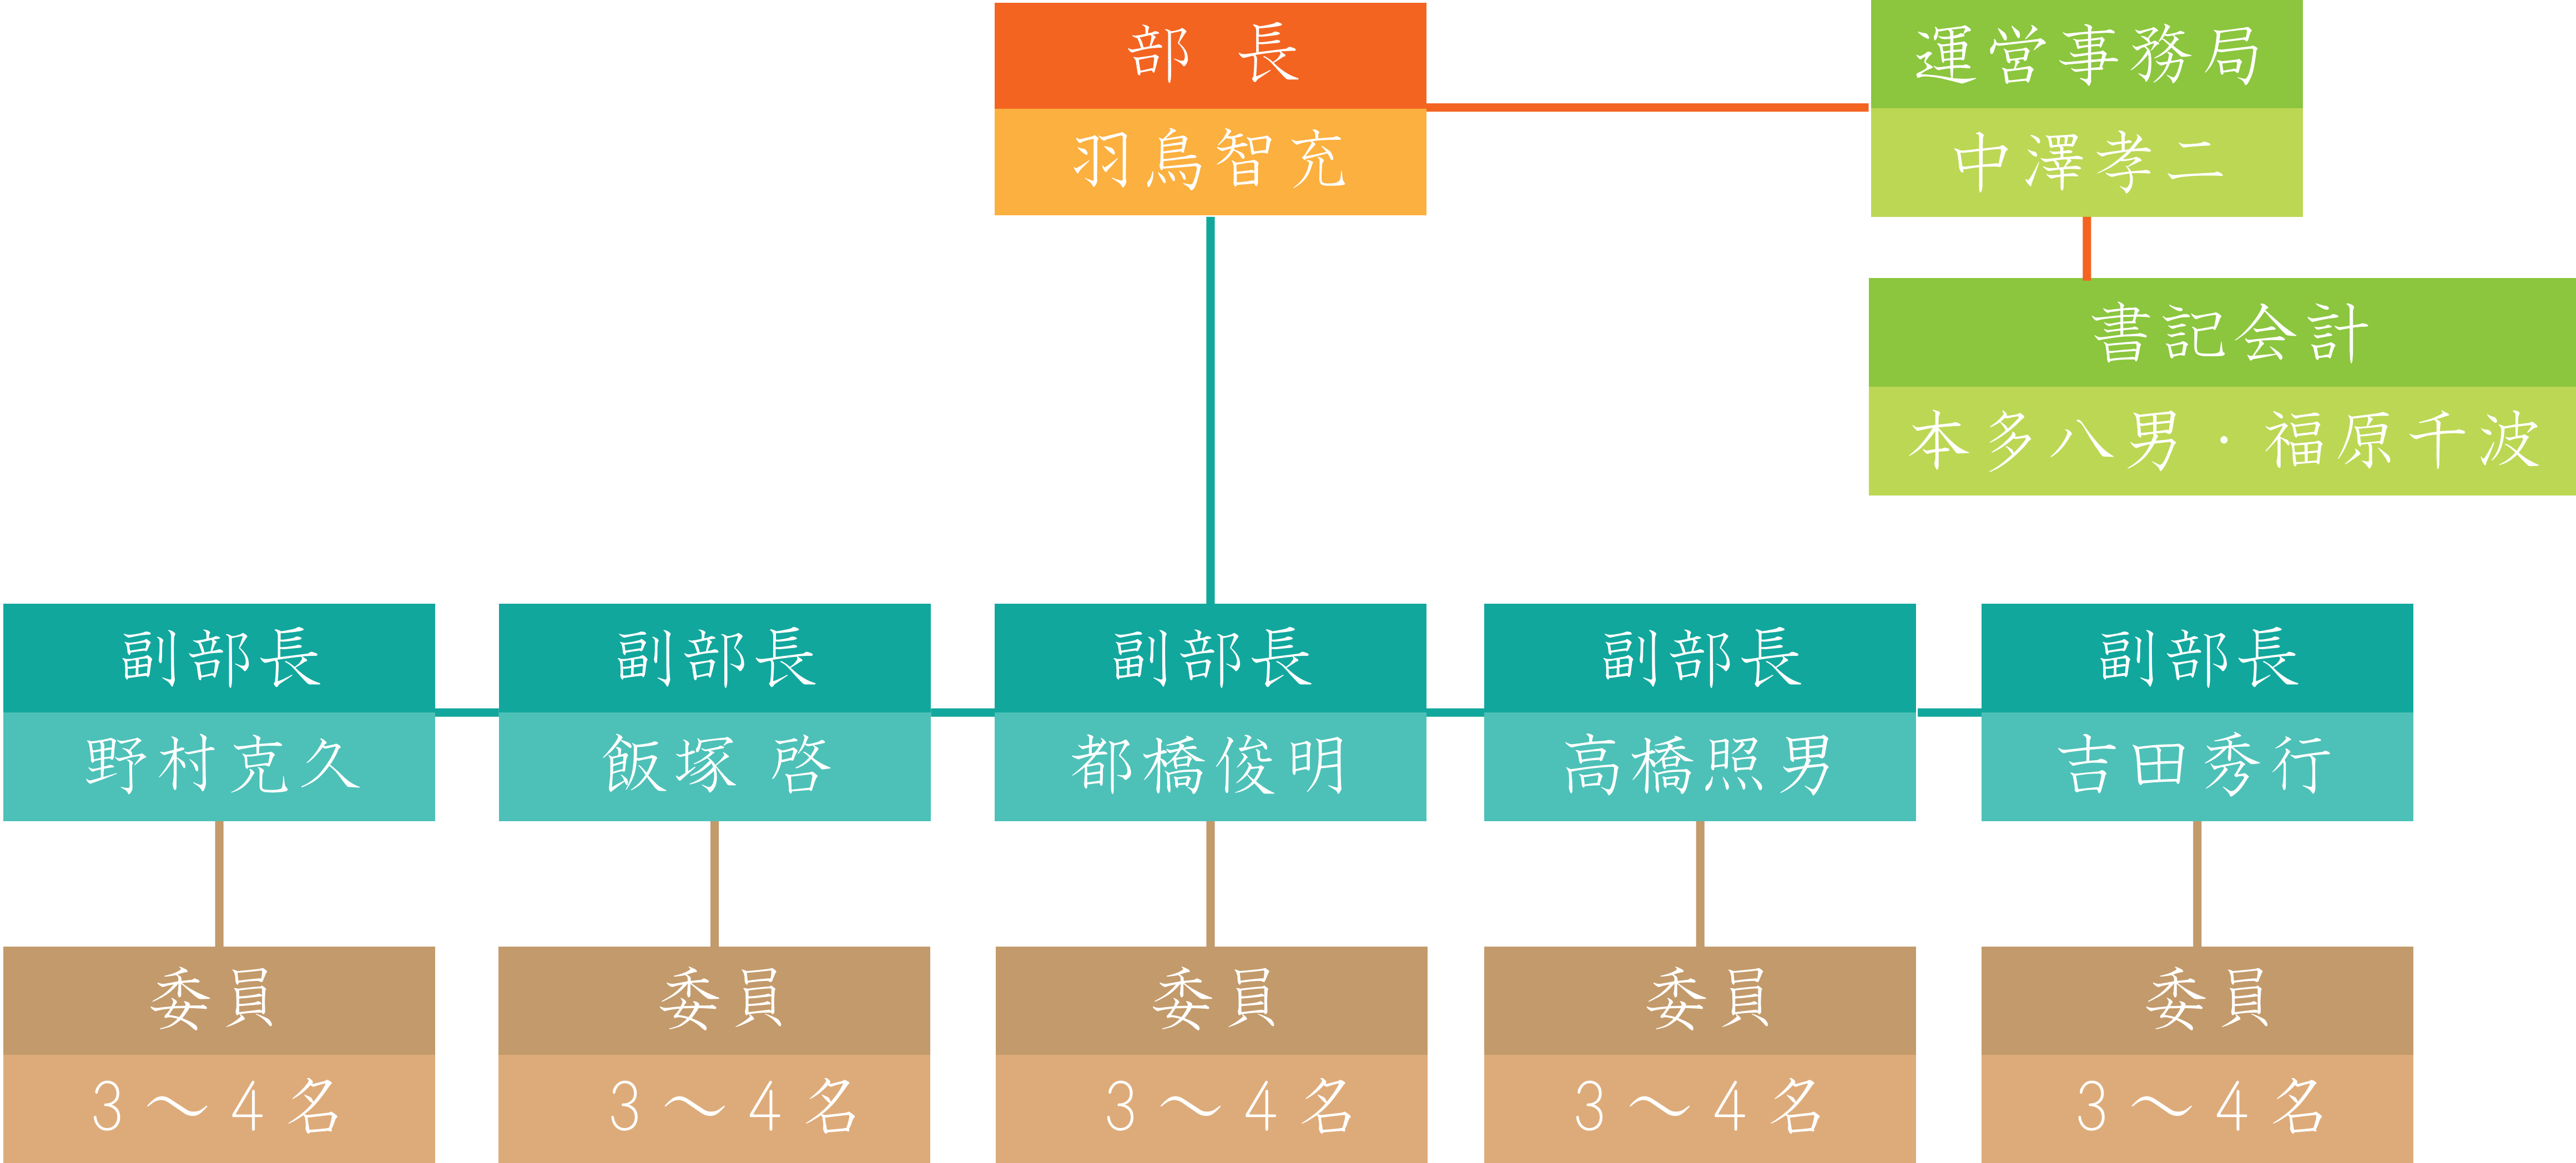 部 長
羽鳥智充
運営事務局
中澤孝二
書記会計
本多八男・福原千波
副部長
野村克久
副部長
飯塚 啓
副部長
都橋俊明
副部長
高橋照男
副部長
吉田秀行
委員
３～４名
委員
３～４名
委員
３～４名
委員
３～４名
委員
３～４名